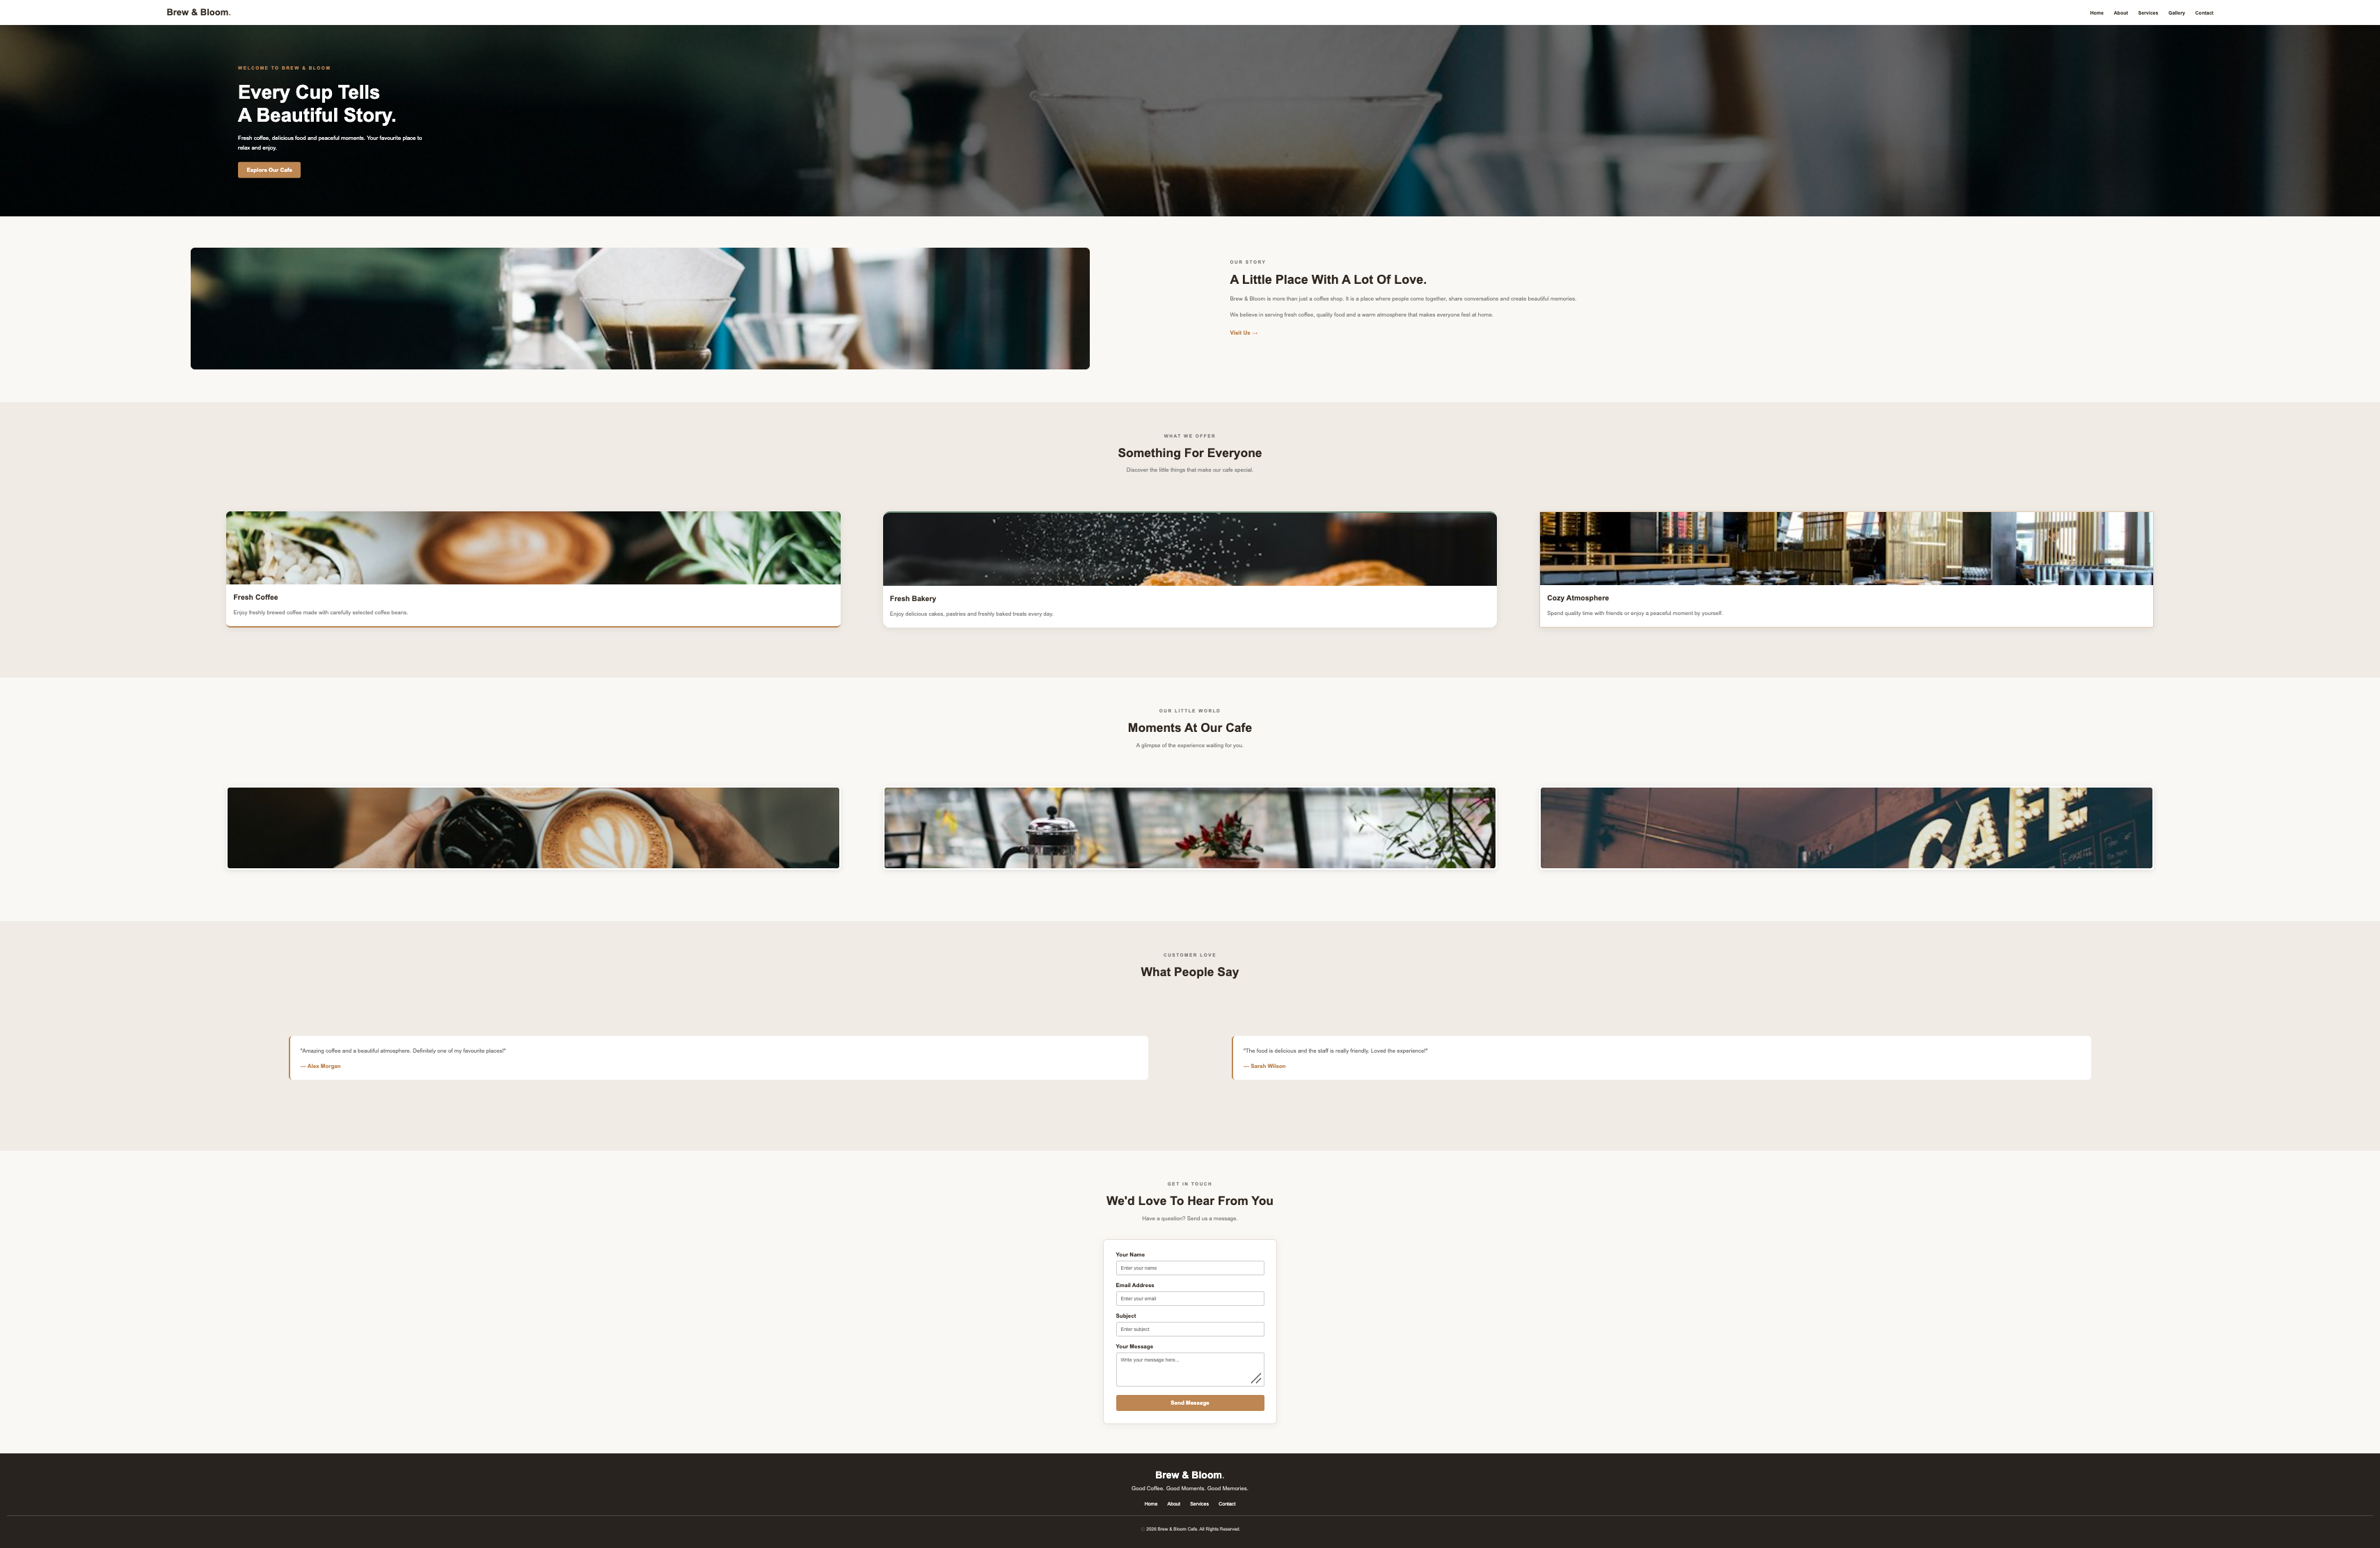 Brew & Bloom.
Home About Services Gallery Contact
WELCOME TO BREW & BLOOM
Every Cup Tells
A Beautiful Story.
Fresh coffee, delicious food and peaceful moments. Your favourite place to
relax and enjoy.
Explore Our Cafe
OUR STORY
A Little Place With A Lot Of Love.
Brew & Bloom is more than just a coffee shop. It is a place where people come together, share conversations and create beautiful memories.
We believe in serving fresh coffee, quality food and a warm atmosphere that makes everyone feel at home.
Visit Us →
WHAT WE OFFER
Something For Everyone
Discover the little things that make our cafe special.
Fresh Coffee
Enjoy freshly brewed coffee made with carefully selected coffee beans.
Fresh Bakery
Enjoy delicious cakes, pastries and freshly baked treats every day.
Cozy Atmosphere
Spend quality time with friends or enjoy a peaceful moment by yourself.
OUR LITTLE WORLD
Moments At Our Cafe
A glimpse of the experience waiting for you.
CAFE
CUSTOMER LOVE
What People Say
"Amazing coffee and a beautiful atmosphere. Definitely one of my favourite places!"
— Alex Morgan
"The food is delicious and the staff is really friendly. Loved the experience!"
— Sarah Wilson
GET IN TOUCH
We'd Love To Hear From You
Have a question? Send us a message.
Your Name
Enter your name
Email Address
Enter your email
Subject
Enter subject
Your Message
Write your message here...
Send Message
Brew & Bloom.
Good Coffee. Good Moments. Good Memories.
Home About Services Contact
© 2026 Brew & Bloom Cafe. All Rights Reserved.